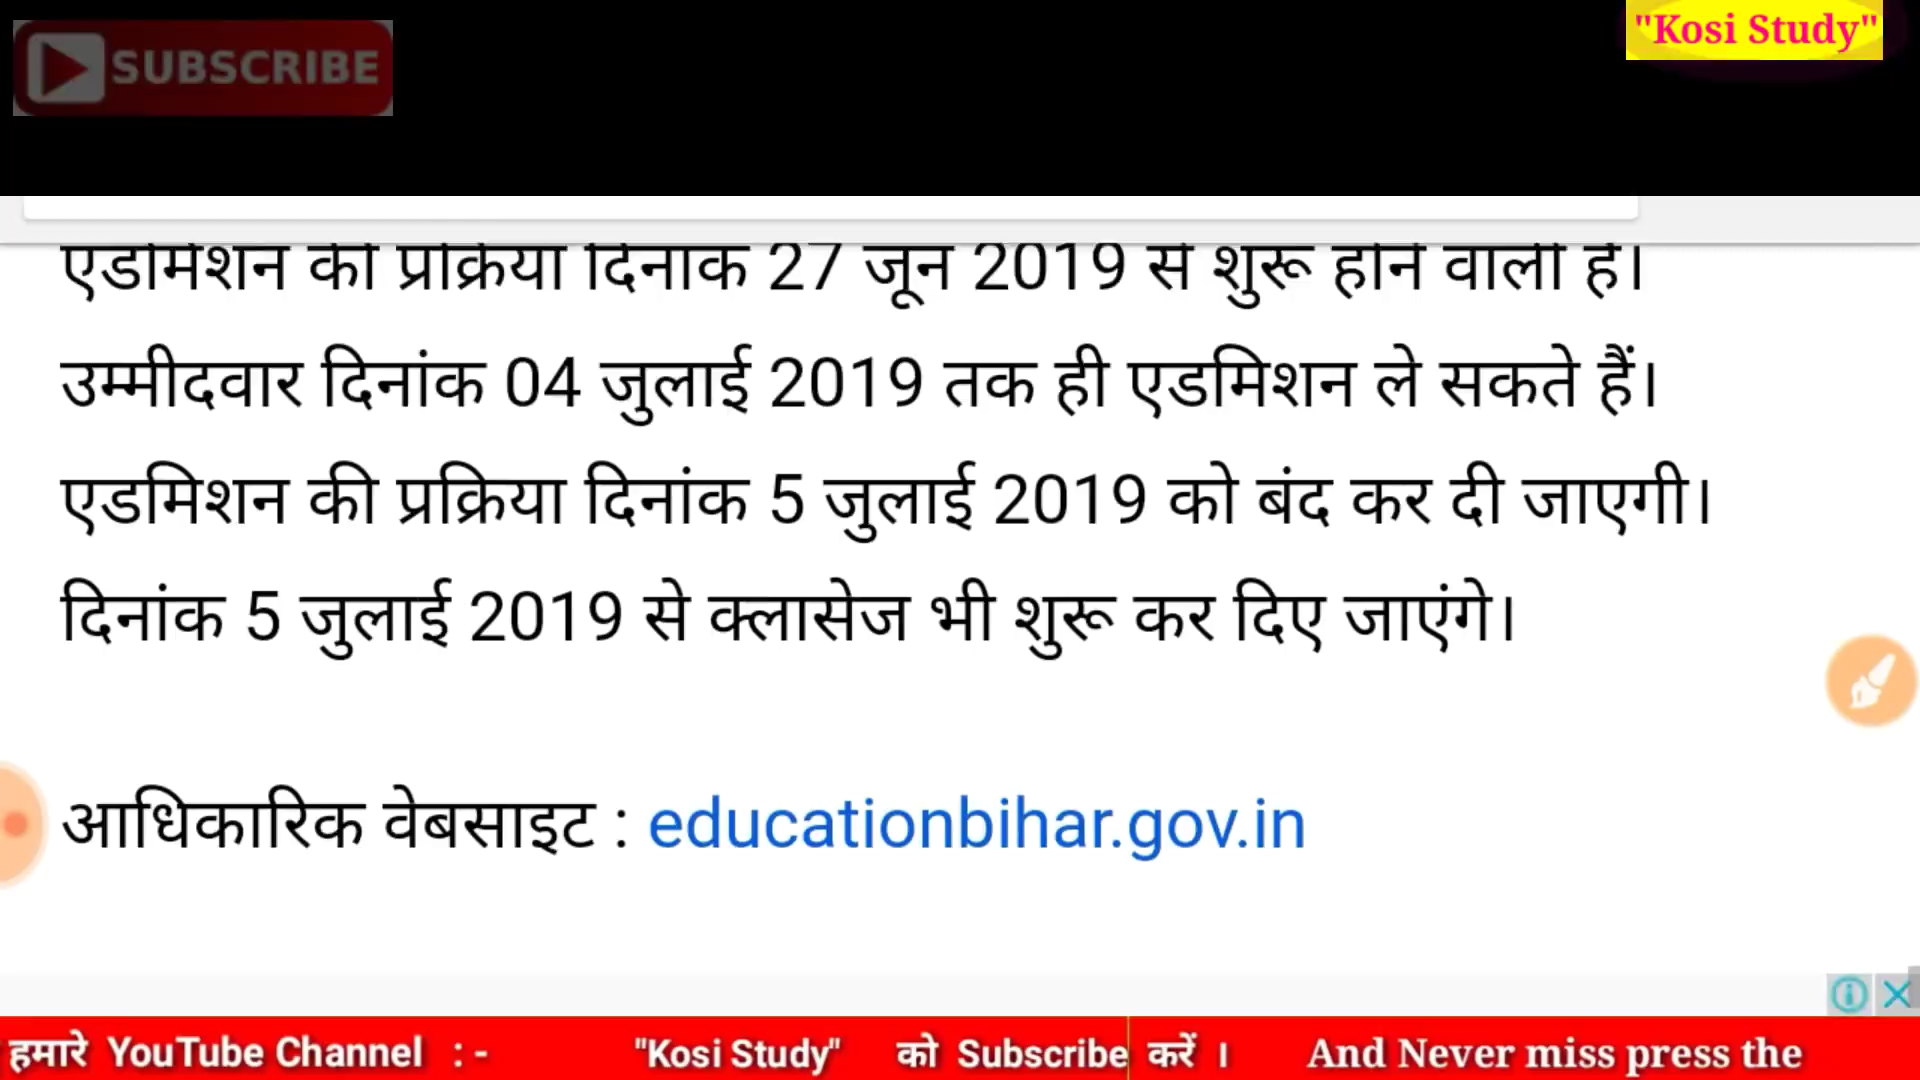 SUBSCRIBE
"Kosi Study"
एडमिशन की प्रक्रिया दिनांक 27 जून 2019 से शुरू होने वाली है।
उम्मीदवार दिनांक 04 जुलाई 2019 तक ही एडमिशन ले सकते हैं।
एडमिशन की प्रक्रिया दिनांक 5 जुलाई 2019 को बंद कर दी जाएगी।
दिनांक 5 जुलाई 2019 से क्लासेज भी शुरू कर दिए जाएंगे।
आधिकारिक वेबसाइट : educationbihar.gov.in
हमारे YouTube Channel :- "Kosi Study" को Subscribe करें । And Never miss press the